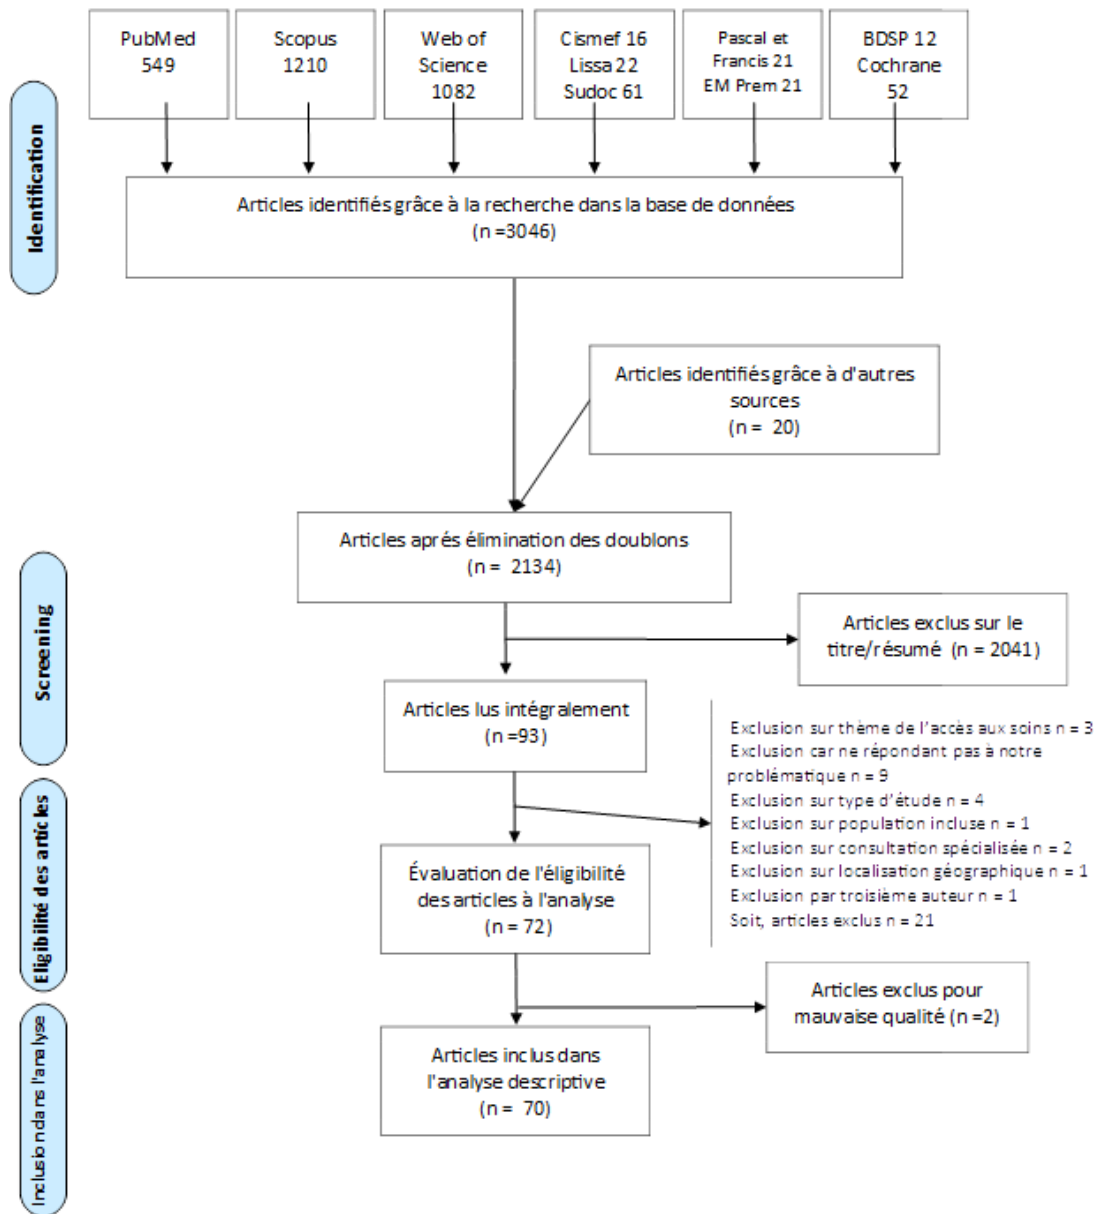 PubMed
549
Scopus
1210
Web of
Science
1082
Cismef 16
Lissa 22
Sudoc 61
Pascal et
Francis 21
EM Prem 21
BDSP 12
Cochrane
52
Identification
Articles identifiés grâce à la recherche dans la base de données
(n =3046)
Articles identifiés grâce à d'autres
sources
(n = 20)
Articles aprés élimination des doublons
(n = 2134)
Screening
Articles exclus sur le
titre/résumé (n = 2041)
Articles lus intégralement
(n =93)
Exclusion sur thème de l'accès aux soins n = 3
Exclusion car ne répondant pas à notre
problématique n = 9
Exclusion sur type d'étude n = 4
Exclusion sur population incluse n = 1
Exclusion sur consultation spécialisée n = 2
Exclusion sur localisation géographique n = 1
Exclusion par troisième auteur n = 1
Soit, articles exclus n = 21
Eligibilité des articles
Évaluation de l'éligibilité
des articles à l'analyse
(n = 72)
Articles exclus pour
mauvaise qualité (n =2)
Inclusion dans l'analyse
Articles inclus dans
l'analyse descriptive
(n = 70)